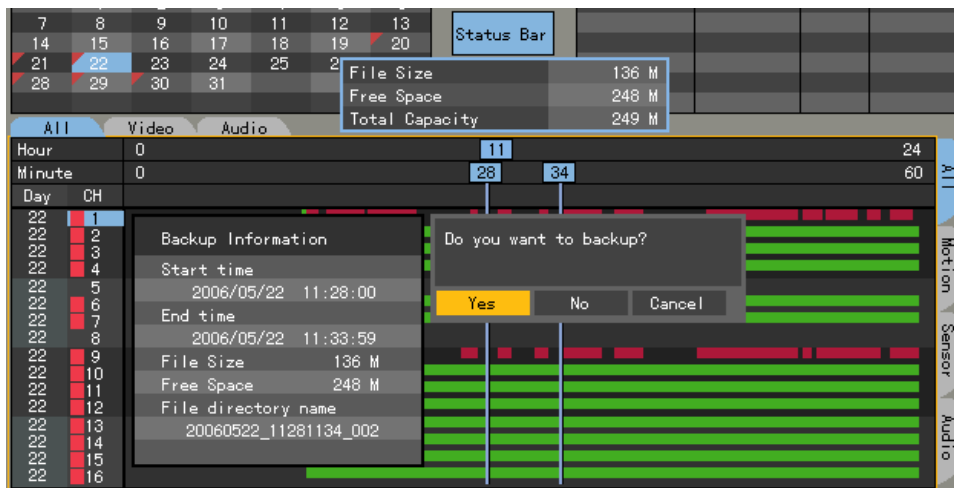 7 8 9 10 11 12 13
14 15 16 17 18 19 20
21 22 23 24 25 2
28 29 30 31
Status Bar
File Size 136 M
Free Space 248 M
Total Capacity 249 M
All Video Audio
Hour 0 11 24
Minute 0 28 34 60
Day CH
22 1
22 2
22 3
22 4
22 5
22 6
22 7
22 8
22 9
22 10
22 11
22 12
22 13
22 14
22 15
22 16
Backup Information
Start time
2006/05/22 11:28:00
End time
2006/05/22 11:33:59
File Size 136 M
Free Space 248 M
File directory name
20060522_11281134_002
Do you want to backup?
Yes No Cancel
All
Motion
Sensor
Audio